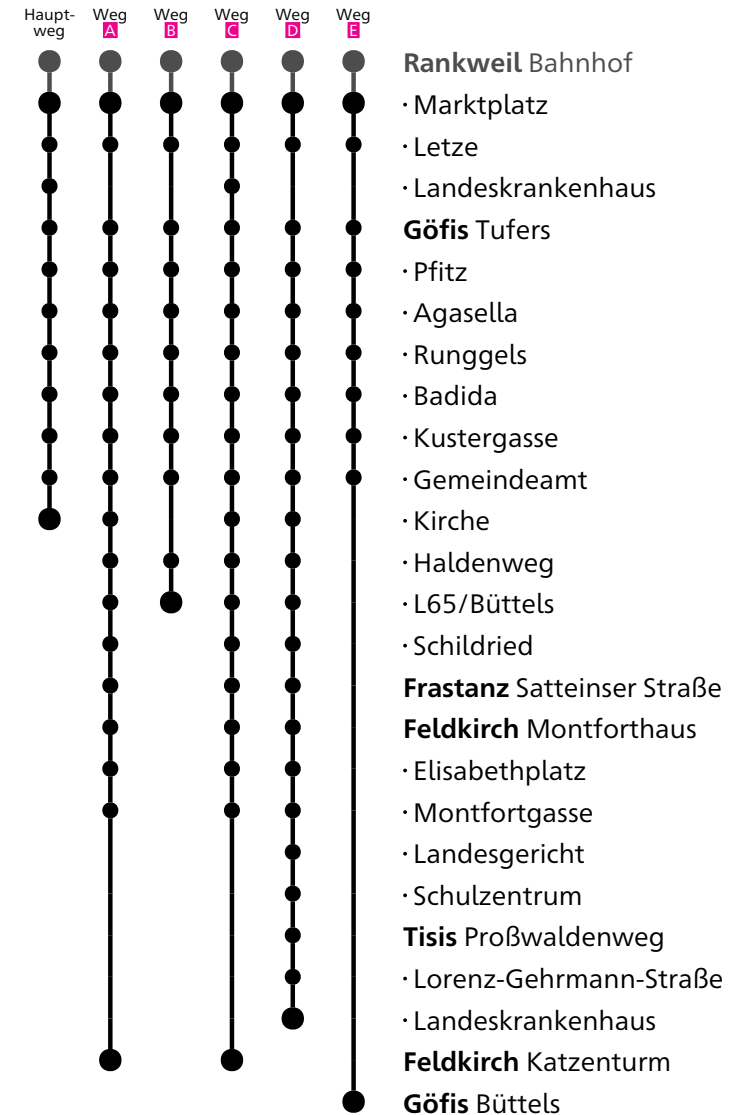 Haupt-
weg
Weg
A
Weg
B
Weg
C
Weg
D
Weg
E
Rankweil Bahnhof
· Marktplatz
· Letze
· Landeskrankenhaus
Göfis Tufers
· Pfitz
· Agasella
· Runggels
· Badida
· Kustergasse
· Gemeindeamt
· Kirche
· Haldenweg
· L65/Büttels
· Schildried
Frastanz Satteinser Straße
Feldkirch Montforthaus
· Elisabethplatz
· Montfortgasse
· Landesgericht
· Schulzentrum
Tisis Proßwaldenweg
· Lorenz-Gehrmann-Straße
· Landeskrankenhaus
Feldkirch Katzenturm
Göfis Büttels